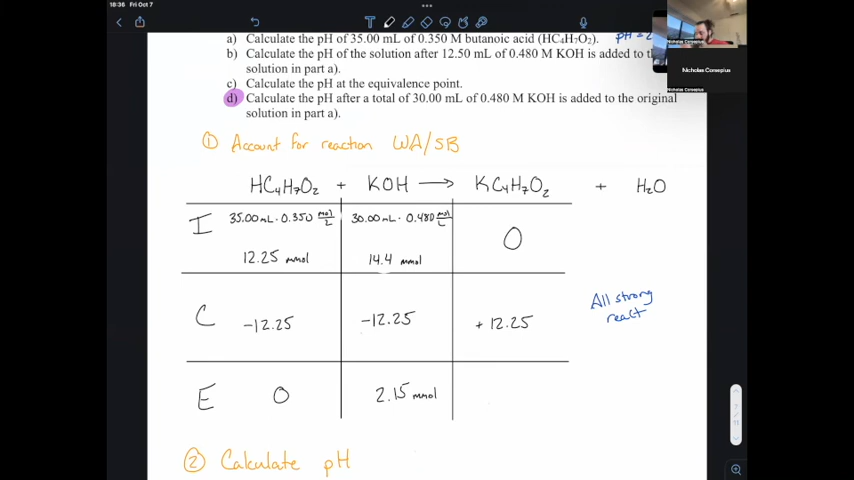 18:36 Fri Oct 7
a) Calculate the pH of 35.00 mL of 0.350 M butanoic acid (HC₄H₇O₂). pH = 2
b) Calculate the pH of the solution after 12.50 mL of 0.480 M KOH is added to th
solution in part a).
c) Calculate the pH at the equivalence point.
d) Calculate the pH after a total of 30.00 mL of 0.480 M KOH is added to the original
solution in part a).
Nicholas Consepius
Nicholas Consepius
① Account for reaction WA/SB
HC₄H₇O₂ + KOH → KC₄H₇O₂ + H₂O
I 35.00 mL · 0.350 mol/L 30.00 mL · 0.480 mol/L 0
12.25 mmol 14.4 mmol
C -12.25 -12.25 + 12.25
All strong
react
E 0 2.15 mmol
② Calculate pH